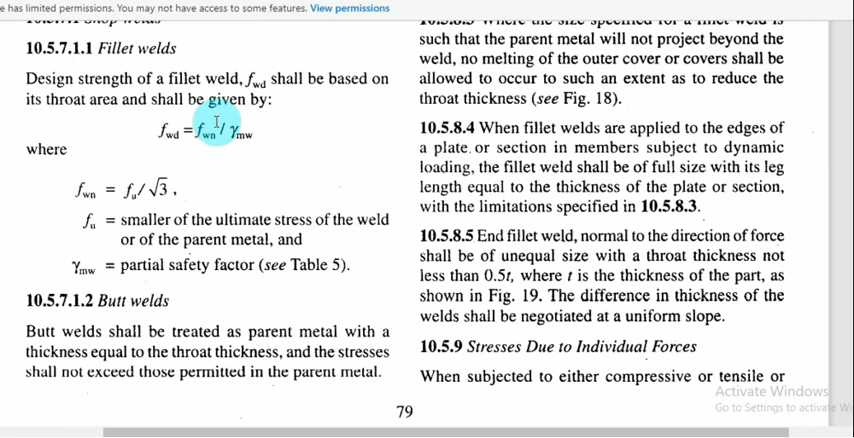 e has limited permissions. You may not have access to some features. View permissions
10.5.7.1.1 Fillet welds
Design strength of a fillet weld, fwd shall be based on
its throat area and shall be given by:
fwd = fwn / γmw
where
fwn = fu / √3 ,
fu = smaller of the ultimate stress of the weld
or of the parent metal, and
γmw = partial safety factor (see Table 5).
10.5.7.1.2 Butt welds
Butt welds shall be treated as parent metal with a
thickness equal to the throat thickness, and the stresses
shall not exceed those permitted in the parent metal.
such that the parent metal will not project beyond the
weld, no melting of the outer cover or covers shall be
allowed to occur to such an extent as to reduce the
throat thickness (see Fig. 18).
10.5.8.4 When fillet welds are applied to the edges of
a plate or section in members subject to dynamic
loading, the fillet weld shall be of full size with its leg
length equal to the thickness of the plate or section,
with the limitations specified in 10.5.8.3.
10.5.8.5 End fillet weld, normal to the direction of force
shall be of unequal size with a throat thickness not
less than 0.5t, where t is the thickness of the part, as
shown in Fig. 19. The difference in thickness of the
welds shall be negotiated at a uniform slope.
10.5.9 Stresses Due to Individual Forces
When subjected to either compressive or tensile or
79
Activate Windows
Go to Settings to activate Wi